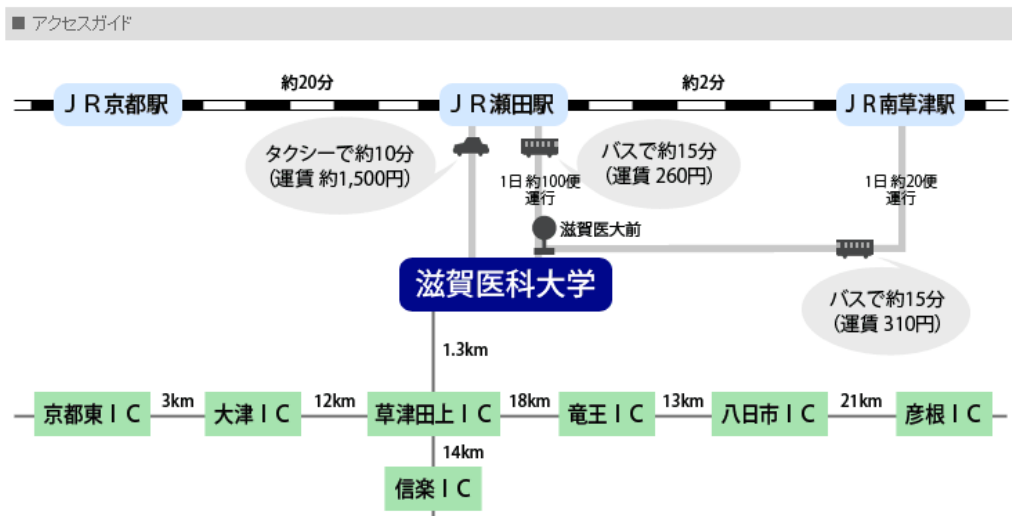 ■ アクセスガイド
約20分
約2分
ＪＲ京都駅
ＪＲ瀬田駅
ＪＲ南草津駅
タクシーで約10分
（運賃 約1,500円）
バスで約15分
（運賃 260円）
1日 約100便
運行
1日 約20便
運行
滋賀医大前
滋賀医科大学
バスで約15分
（運賃 310円）
1.3km
京都東ＩＣ
3km
大津ＩＣ
12km
草津田上ＩＣ
18km
竜王ＩＣ
13km
八日市ＩＣ
21km
彦根ＩＣ
14km
信楽ＩＣ